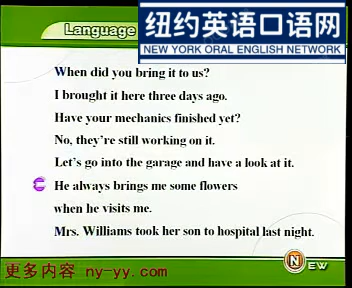 Language
纽约英语口语网
NEW YORK ORAL ENGLISH NETWORK
When did you bring it to us?
I brought it here three days ago.
Have your mechanics finished yet?
No, they're still working on it.
Let's go into the garage and have a look at it.
He always brings me some flowers
when he visits me.
Mrs. Williams took her son to hospital last night.
更多内容 ny-yy.com
NEW